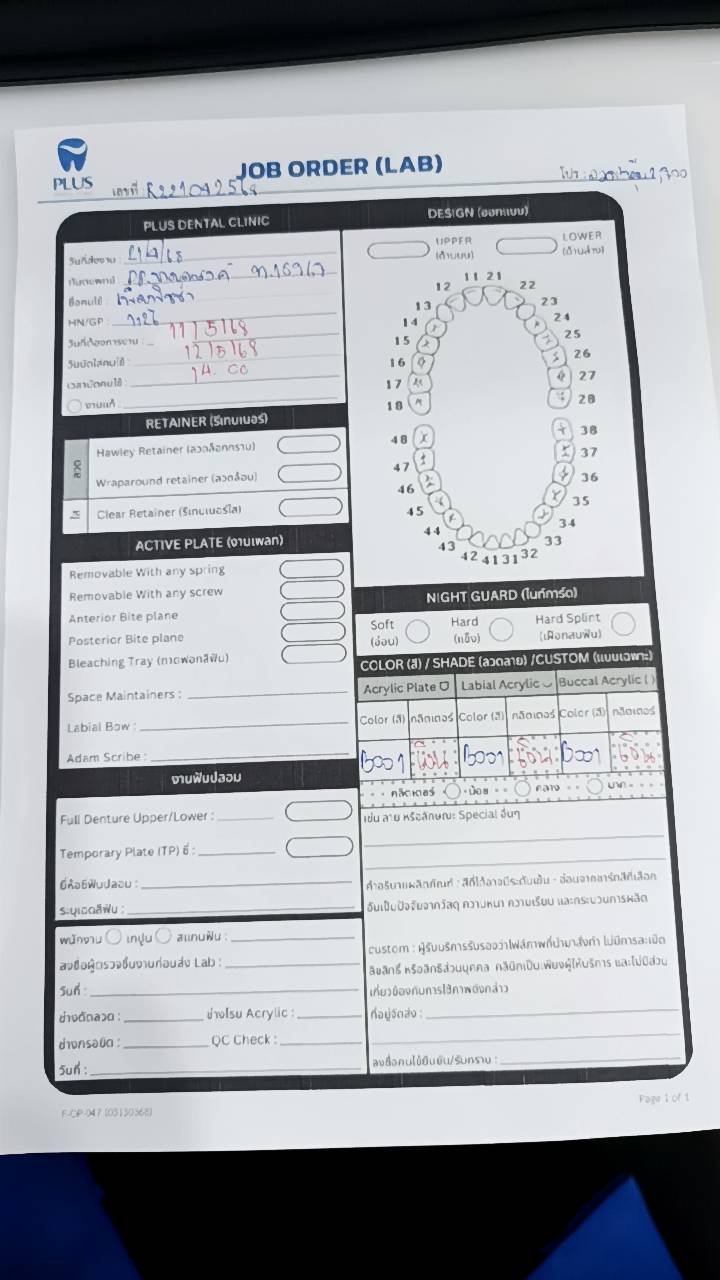 PLUS
JOB ORDER (LAB)
เลขที่ R221042568
โปร : 2,700
PLUS DENTAL CLINIC
วันที่ส่งงาน : 21/4/68
ทันตแพทย์
ชื่อคนไข้ :
HN/GP : 7126
วันที่ต้องการงาน : 11/5/68
วันนัดใส่คนไข้ : 12/5/68
เวลานัดคนไข้ : 14.00
งานแก้ :
RETAINER (รีเทนเนอร์)
ลวด
Hawley Retainer (ลวดล็อกกราม)
Wraparound retainer (ลวดล้อม)
ใส
Clear Retainer (รีเทนเนอร์ใส)
ACTIVE PLATE (งานเพลท)
Removable With any spring
Removable With any screw
Anterior Bite plane
Posterior Bite plane
Bleaching Tray (ถาดฟอกสีฟัน)
Space Maintainers :
Labial Bow :
Adam Scribe :
งานฟันปลอม
Full Denture Upper/Lower :
Temporary Plate (TP) ซี่ :
ยี่ห้อซี่ฟันปลอม :
ระบุเฉดสีฟัน :
พนักงาน เทปูน สแกนฟัน :
ลงชื่อผู้ตรวจชิ้นงานก่อนส่ง Lab :
วันที่ :
ช่างดัดลวด : ช่างโรย Acrylic :
ช่างกรอขัด : QC Check :
วันที่ :
DESIGN (ออกแบบ)
UPPER (ด้านบน) LOWER (ด้านล่าง)
11 21
12 22
13 23
14 24
15 25
16 26
17 27
18 28
48 38
47 37
46 36
45 35
44 34
43 33
42 41 31 32
NIGHT GUARD (ไนท์การ์ด)
Soft (อ่อน) Hard (แข็ง) Hard Splint (เฝือกสบฟัน)
COLOR (สี) / SHADE (ลวดลาย) /CUSTOM (แบบเฉพาะ)
Acrylic Plate Labial Acrylic Buccal Acrylic ( )
Color (สี) กลิตเตอร์ Color (สี) กลิตเตอร์ Color (สี) กลิตเตอร์
B001 เงิน B001 เงิน B001 เงิน
กลิตเตอร์ น้อย กลาง มาก
เช่น ลาย หรือลักษณะ Special อื่นๆ
คำอธิบายผลิตภัณฑ์ : สีที่ได้อาจมีระดับเข้ม - อ่อนจากชาร์ทสีที่เลือก
อันเป็นปัจจัยจากวัสดุ ความหนา ความเรียบ และกระบวนการผลิต
custom : ผู้รับบริการรับรองว่าไฟล์ภาพที่นำมาสั่งทำ ไม่มีการละเมิด
ลิขสิทธิ์ หรือสิทธิส่วนบุคคล คลินิกเป็นเพียงผู้ให้บริการ และไม่มีส่วน
เกี่ยวข้องกับการใช้ภาพดังกล่าว
ที่อยู่จัดส่ง :
ลงชื่อคนไข้ยืนยัน/รับทราบ :
F-OP-047 (03130368)
Page 1 of 1